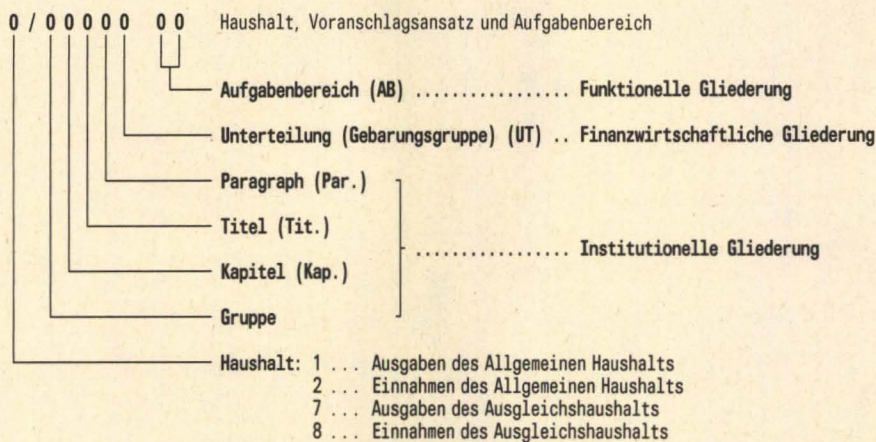 0 / 0 0 0 0 0 0 0 Haushalt, Voranschlagsansatz und Aufgabenbereich
Aufgabenbereich (AB) ................. Funktionelle Gliederung
Unterteilung (Gebarungsgruppe) (UT) .. Finanzwirtschaftliche Gliederung
Paragraph (Par.)
Titel (Tit.)
................. Institutionelle Gliederung
Kapitel (Kap.)
Gruppe
Haushalt: 1 ... Ausgaben des Allgemeinen Haushalts
2 ... Einnahmen des Allgemeinen Haushalts
7 ... Ausgaben des Ausgleichshaushalts
8 ... Einnahmen des Ausgleichshaushalts